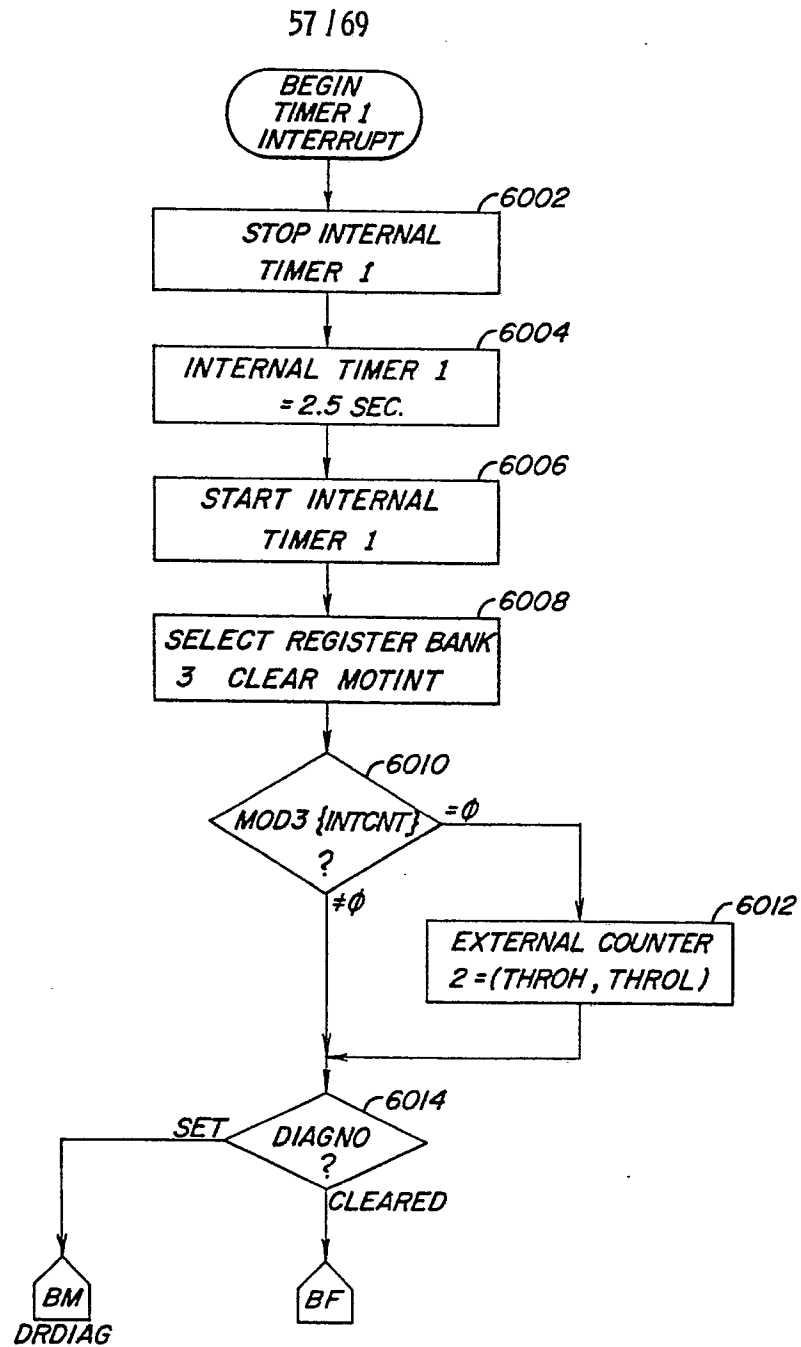 57 / 69
BEGIN
TIMER 1
INTERRUPT
6002
STOP INTERNAL
TIMER 1
6004
INTERNAL TIMER 1
= 2.5 SEC.
6006
START INTERNAL
TIMER 1
6008
SELECT REGISTER BANK
3 CLEAR MOTINT
6010
MOD3 {INTCNT}
?
=φ
≠φ
6012
EXTERNAL COUNTER
2 = (THROH, THROL)
6014
SET
DIAGNO
?
CLEARED
BM
DRDIAG
BF